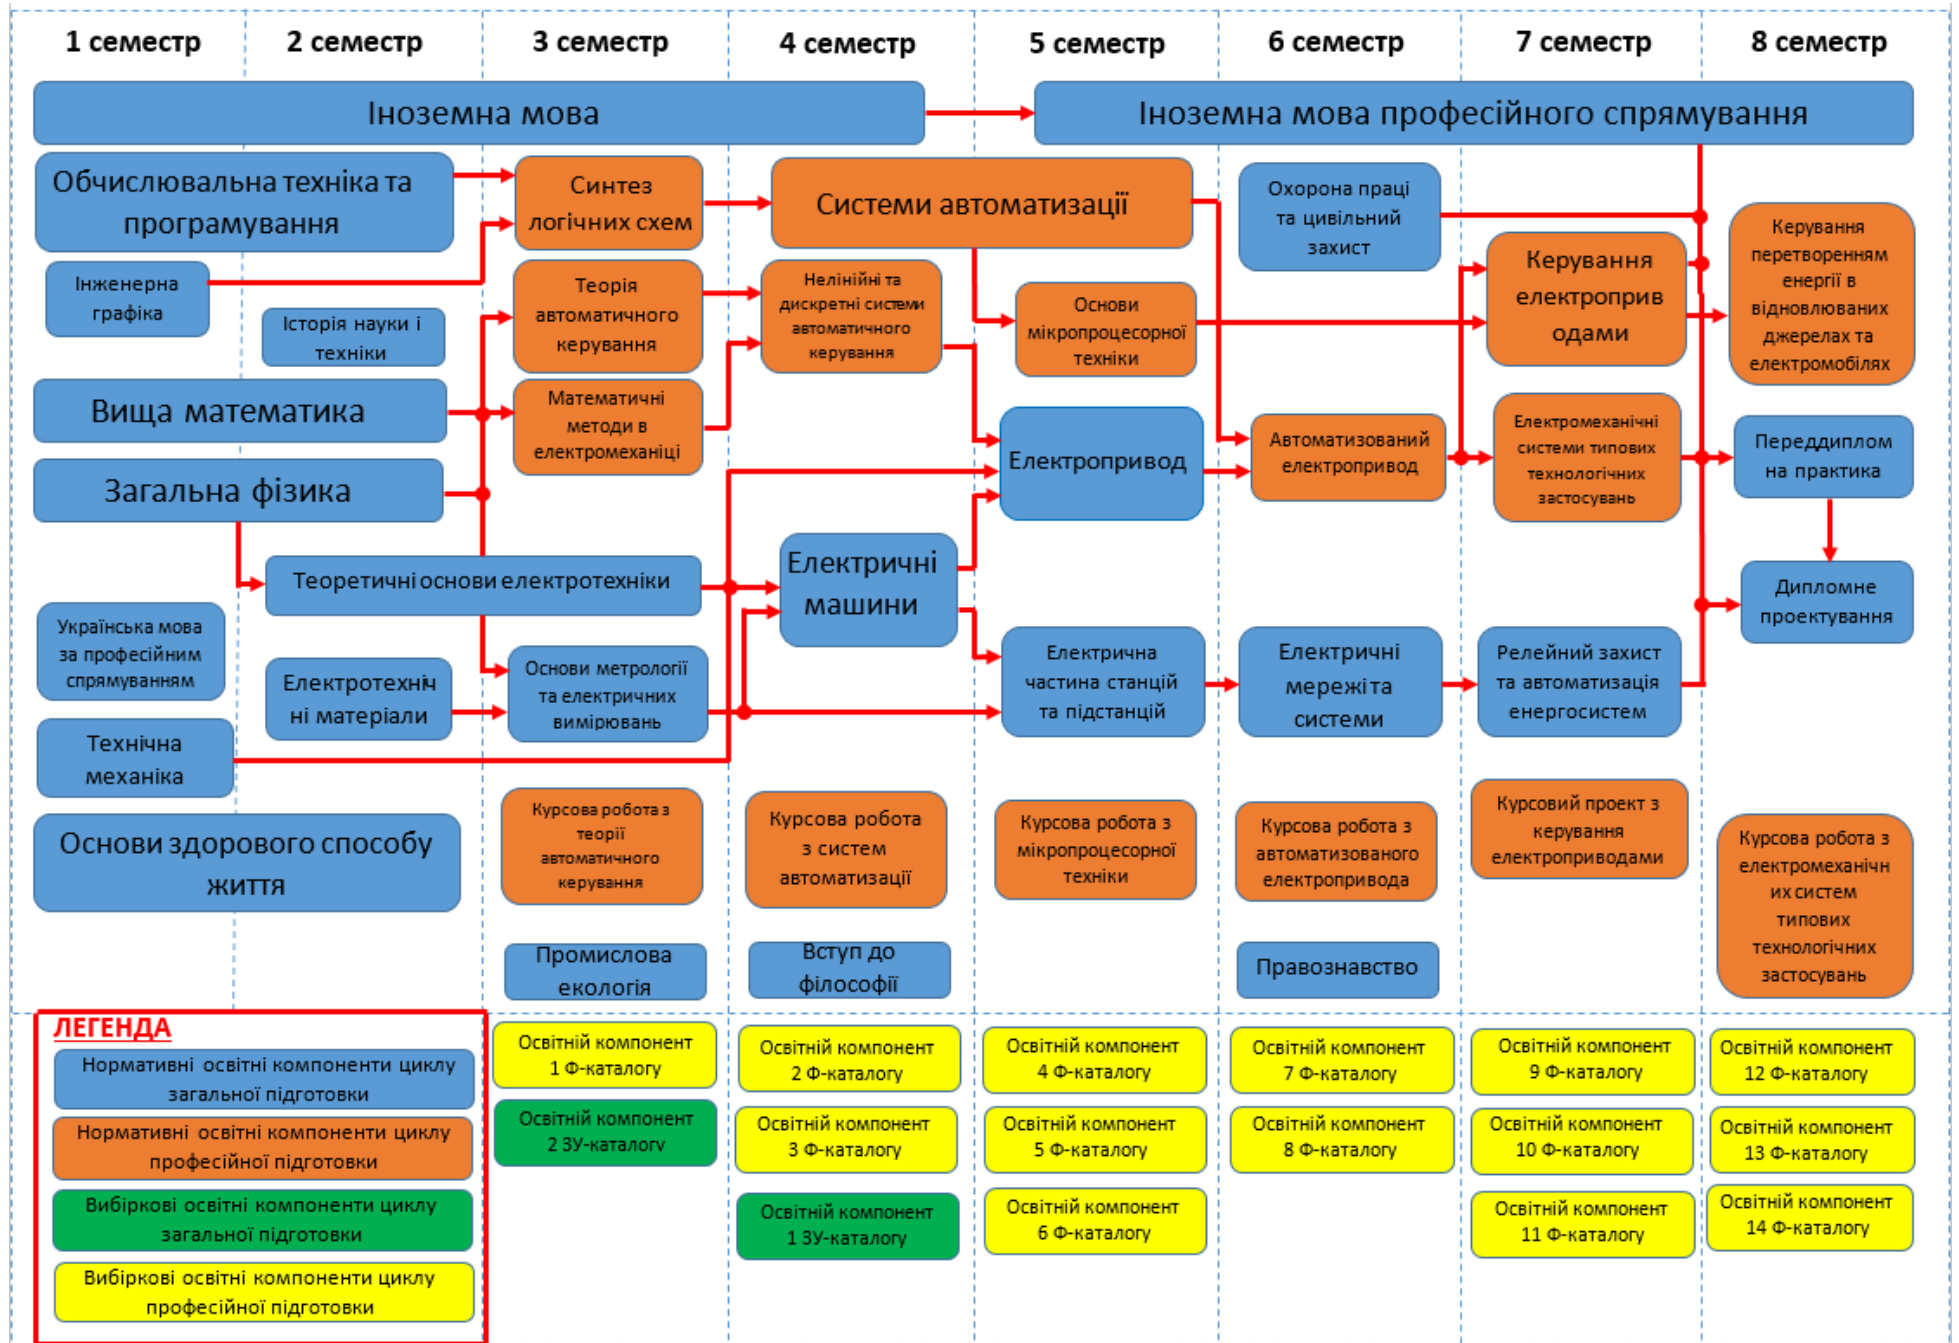 1 семестр
2 семестр
3 семестр
4 семестр
5 семестр
6 семестр
7 семестр
8 семестр
Іноземна мова
Іноземна мова професійного спрямування
Обчислювальна техніка та
програмування
Синтез
логічних схем
Системи автоматизації
Охорона праці
та цивільний
захист
Керування
перетворенням
енергії в
відновлюваних
джерелах та
електромобілях
Інженерна
графіка
Історія науки і
техніки
Теорія
автоматичного
керування
Нелінійні та
дискретні системи
автоматичного
керування
Основи
мікропроцесорної
техніки
Керування
електроприв
одами
Вища математика
Математичні
методи в
електромеханіці
Електропривод
Автоматизований
електропривод
Електромеханічні
системи типових
технологічних
застосувань
Переддиплом
на практика
Загальна фізика
Теоретичні основи електротехніки
Електричні
машини
Дипломне
проектування
Українська мова
за професійним
спрямуванням
Електротехніч
ні матеріали
Основи метрології
та електричних
вимірювань
Електрична
частина станцій
та підстанцій
Електричні
мережі та
системи
Релейний захист
та автоматизація
енергосистем
Технічна
механіка
Основи здорового способу
життя
Курсова робота з
теорії
автоматичного
керування
Курсова робота
з систем
автоматизації
Курсова робота з
мікропроцесорної
техніки
Курсова робота з
автоматизованого
електропривода
Курсовий проект з
керування
електроприводами
Курсова робота з
електромеханічн
их систем
типових
технологічних
застосувань
Промислова
екологія
Вступ до
філософії
Правознавство
ЛЕГЕНДА
Нормативні освітні компоненти циклу
загальної підготовки
Нормативні освітні компоненти циклу
професійної підготовки
Вибіркові освітні компоненти циклу
загальної підготовки
Вибіркові освітні компоненти циклу
професійної підготовки
Освітній компонент
1 Ф-каталогу
Освітній компонент
2 ЗУ-каталогу
Освітній компонент
2 Ф-каталогу
Освітній компонент
3 Ф-каталогу
Освітній компонент
1 ЗУ-каталогу
Освітній компонент
4 Ф-каталогу
Освітній компонент
5 Ф-каталогу
Освітній компонент
6 Ф-каталогу
Освітній компонент
7 Ф-каталогу
Освітній компонент
8 Ф-каталогу
Освітній компонент
9 Ф-каталогу
Освітній компонент
10 Ф-каталогу
Освітній компонент
11 Ф-каталогу
Освітній компонент
12 Ф-каталогу
Освітній компонент
13 Ф-каталогу
Освітній компонент
14 Ф-каталогу